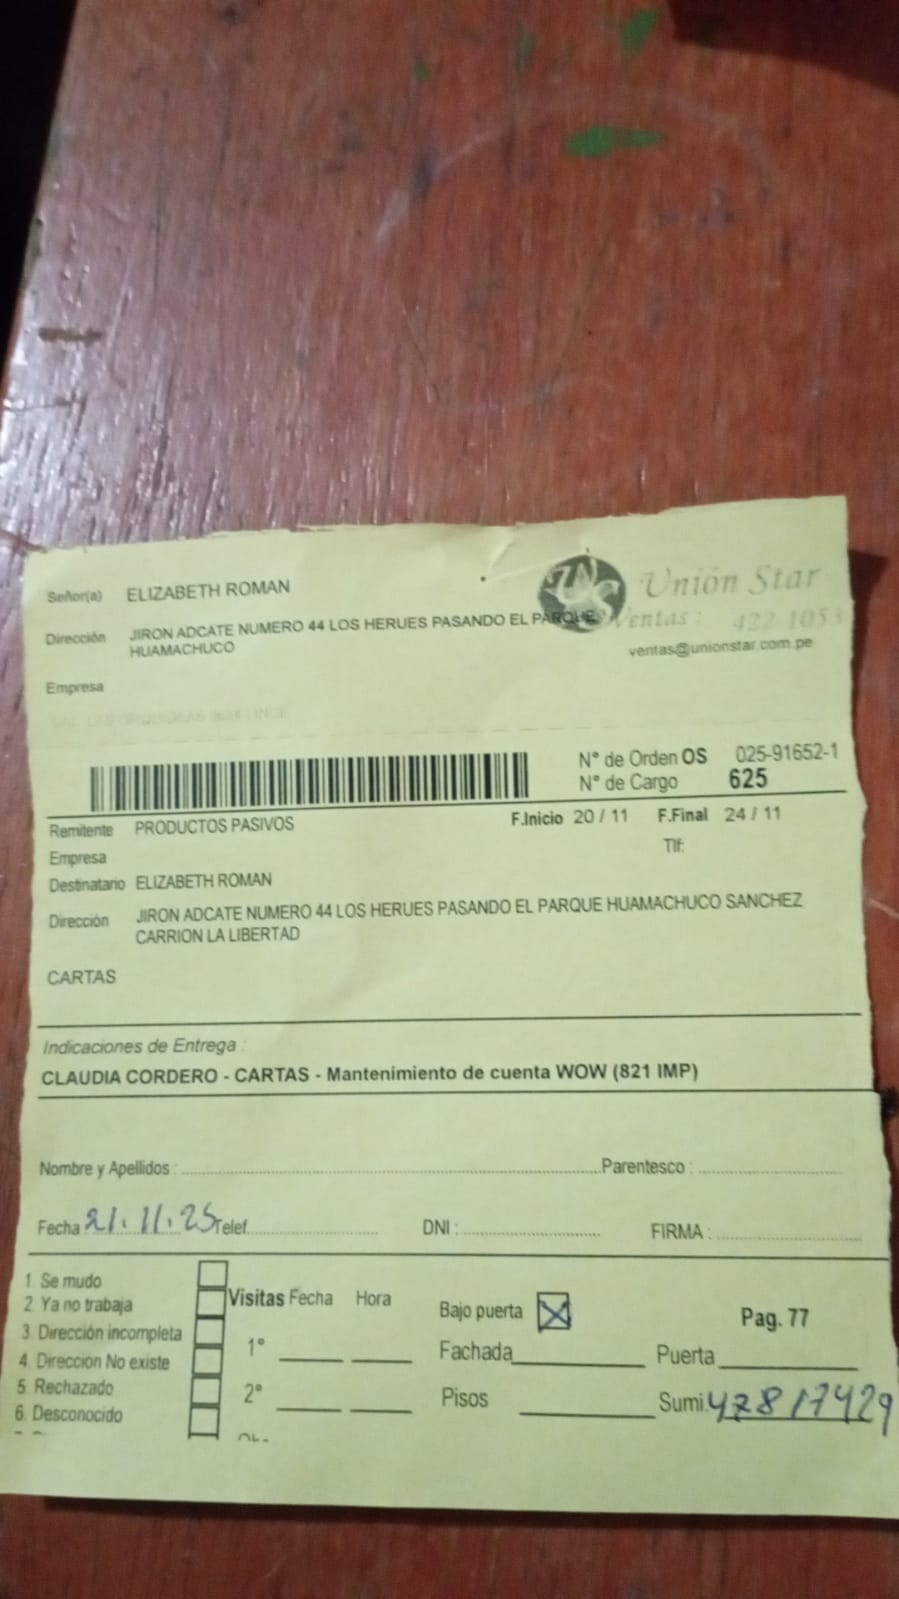 Señor(a) ELIZABETH ROMAN
Dirección JIRON ADCATE NUMERO 44 LOS HERUES PASANDO EL PARQUE
HUAMACHUCO
Empresa
US Unión Star
Ventas: 422 1053
ventas@unionstar.com.pe
N° de Orden OS 025-91652-1
N° de Cargo 625
Remitente PRODUCTOS PASIVOS F.Inicio 20 / 11 F.Final 24 / 11
Empresa Tlf:
Destinatario ELIZABETH ROMAN
Dirección JIRON ADCATE NUMERO 44 LOS HERUES PASANDO EL PARQUE HUAMACHUCO SANCHEZ
CARRION LA LIBERTAD
CARTAS
Indicaciones de Entrega :
CLAUDIA CORDERO - CARTAS - Mantenimiento de cuenta WOW (821 IMP)
Nombre y Apellidos : Parentesco :
Fecha 21.11.25 Telef. DNI : FIRMA :
1. Se mudo
2. Ya no trabaja
3. Dirección incompleta
4. Dirección No existe
5. Rechazado
6. Desconocido
Visitas Fecha Hora
1°
2°
Bajo puerta Pag. 77
Fachada Puerta
Pisos Sumi. 47817429